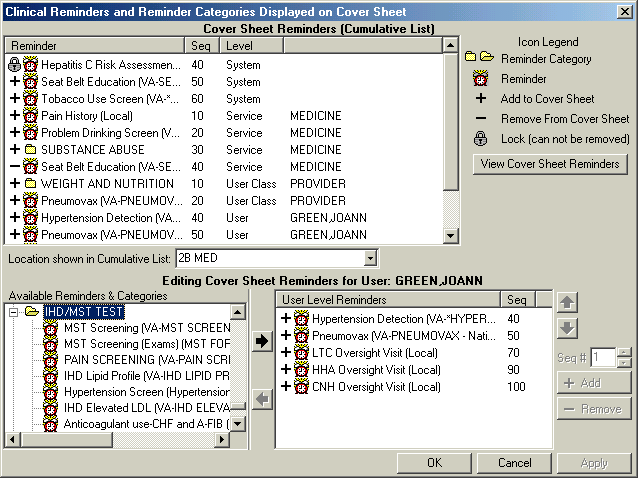 Clinical Reminders and Reminder Categories Displayed on Cover Sheet
Cover Sheet Reminders (Cumulative List)
Reminder Seq Level
Hepatitis C Risk Assessmen... 40 System
Seat Belt Education (VA-SE... 50 System
Tobacco Use Screen (VA-*... 60 System
Pain History (Local) 10 Service MEDICINE
Problem Drinking Screen (V... 20 Service MEDICINE
SUBSTANCE ABUSE 30 Service MEDICINE
Seat Belt Education (VA-SE... 40 Service MEDICINE
WEIGHT AND NUTRITION 10 User Class PROVIDER
Pneumovax (VA-PNEUMOV... 20 User Class PROVIDER
Hypertension Detection (VA... 40 User GREEN,JOANN
Pneumovax (VA-PNEUMOV... 50 User GREEN,JOANN
Icon Legend
Reminder Category
Reminder
Add to Cover Sheet
Remove From Cover Sheet
Lock (can not be removed)
View Cover Sheet Reminders
Location shown in Cumulative List: 2B MED
Editing Cover Sheet Reminders for User: GREEN,JOANN
Available Reminders & Categories
IHD/MST TEST
MST Screening (VA-MST SCREEN
MST Screening (Exams) (MST FOF
PAIN SCREENING (VA-PAIN SCRE
IHD Lipid Profile (VA-IHD LIPID PR
Hypertension Screen (Hypertension
IHD Elevated LDL (VA-IHD ELEVA
Anticoagulant use-CHF and A-FIB (
User Level Reminders Seq
Hypertension Detection (VA-*HYPER... 40
Pneumovax (VA-PNEUMOVAX - Nati... 50
LTC Oversight Visit (Local) 70
HHA Oversight Visit (Local) 90
CNH Oversight Visit (Local) 100
Seq # 1
Add
Remove
OK Cancel Apply